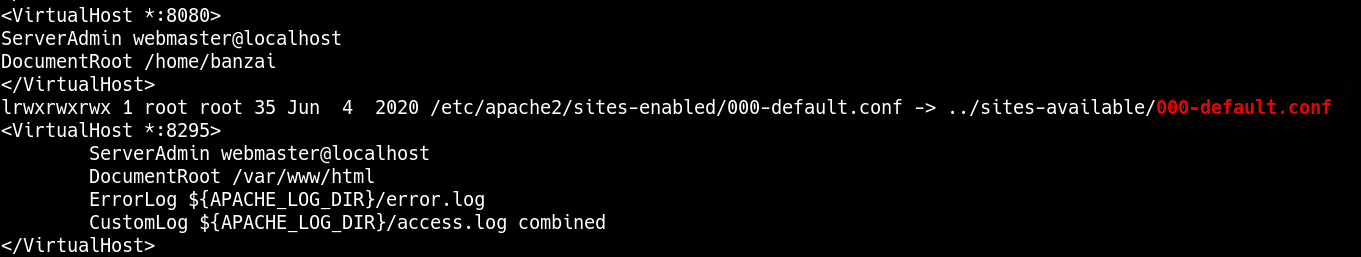 <VirtualHost *:8080>
ServerAdmin webmaster@localhost
DocumentRoot /home/banzai
</VirtualHost>
lrwxrwxrwx 1 root root 35 Jun  4  2020 /etc/apache2/sites-enabled/000-default.conf -> ../sites-available/000-default.conf
<VirtualHost *:8295>
        ServerAdmin webmaster@localhost
        DocumentRoot /var/www/html
        ErrorLog ${APACHE_LOG_DIR}/error.log
        CustomLog ${APACHE_LOG_DIR}/access.log combined
</VirtualHost>